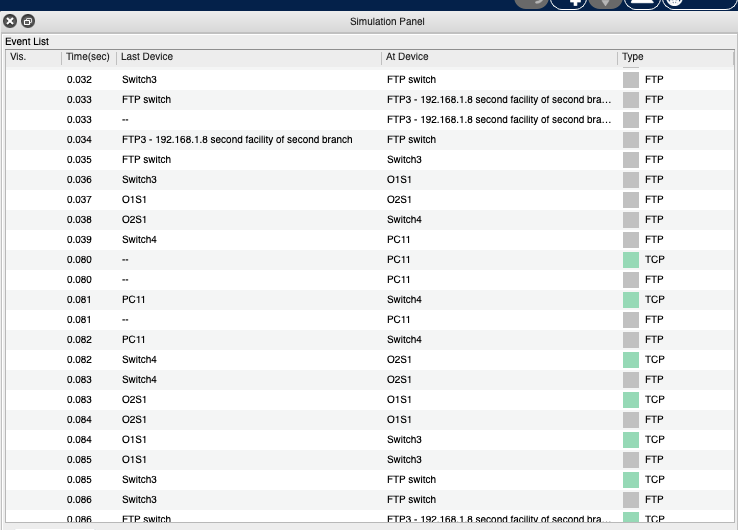 Simulation Panel
Event List
Vis. Time(sec) Last Device At Device Type
0.032 Switch3 FTP switch FTP
0.033 FTP switch FTP3 - 192.168.1.8 second facility of second bra... FTP
0.033 -- FTP3 - 192.168.1.8 second facility of second bra... FTP
0.034 FTP3 - 192.168.1.8 second facility of second branch FTP switch FTP
0.035 FTP switch Switch3 FTP
0.036 Switch3 O1S1 FTP
0.037 O1S1 O2S1 FTP
0.038 O2S1 Switch4 FTP
0.039 Switch4 PC11 FTP
0.080 -- PC11 TCP
0.080 -- PC11 FTP
0.081 PC11 Switch4 TCP
0.081 -- PC11 FTP
0.082 PC11 Switch4 FTP
0.082 Switch4 O2S1 TCP
0.083 Switch4 O2S1 FTP
0.083 O2S1 O1S1 TCP
0.084 O2S1 O1S1 FTP
0.084 O1S1 Switch3 TCP
0.085 O1S1 Switch3 FTP
0.085 Switch3 FTP switch TCP
0.086 Switch3 FTP switch FTP
0.086 FTP switch FTP3 - 192.168.1.8 second facility of second bra... TCP